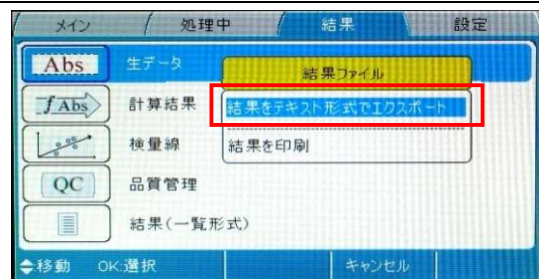 メイン 処理中 結果 設定
Abs 生データ
結果ファイル
fAbs 計算結果 結果をテキスト形式でエクスポート
検量線 結果を印刷
QC 品質管理
結果(一覧形式)
移動 OK:選択 キャンセル